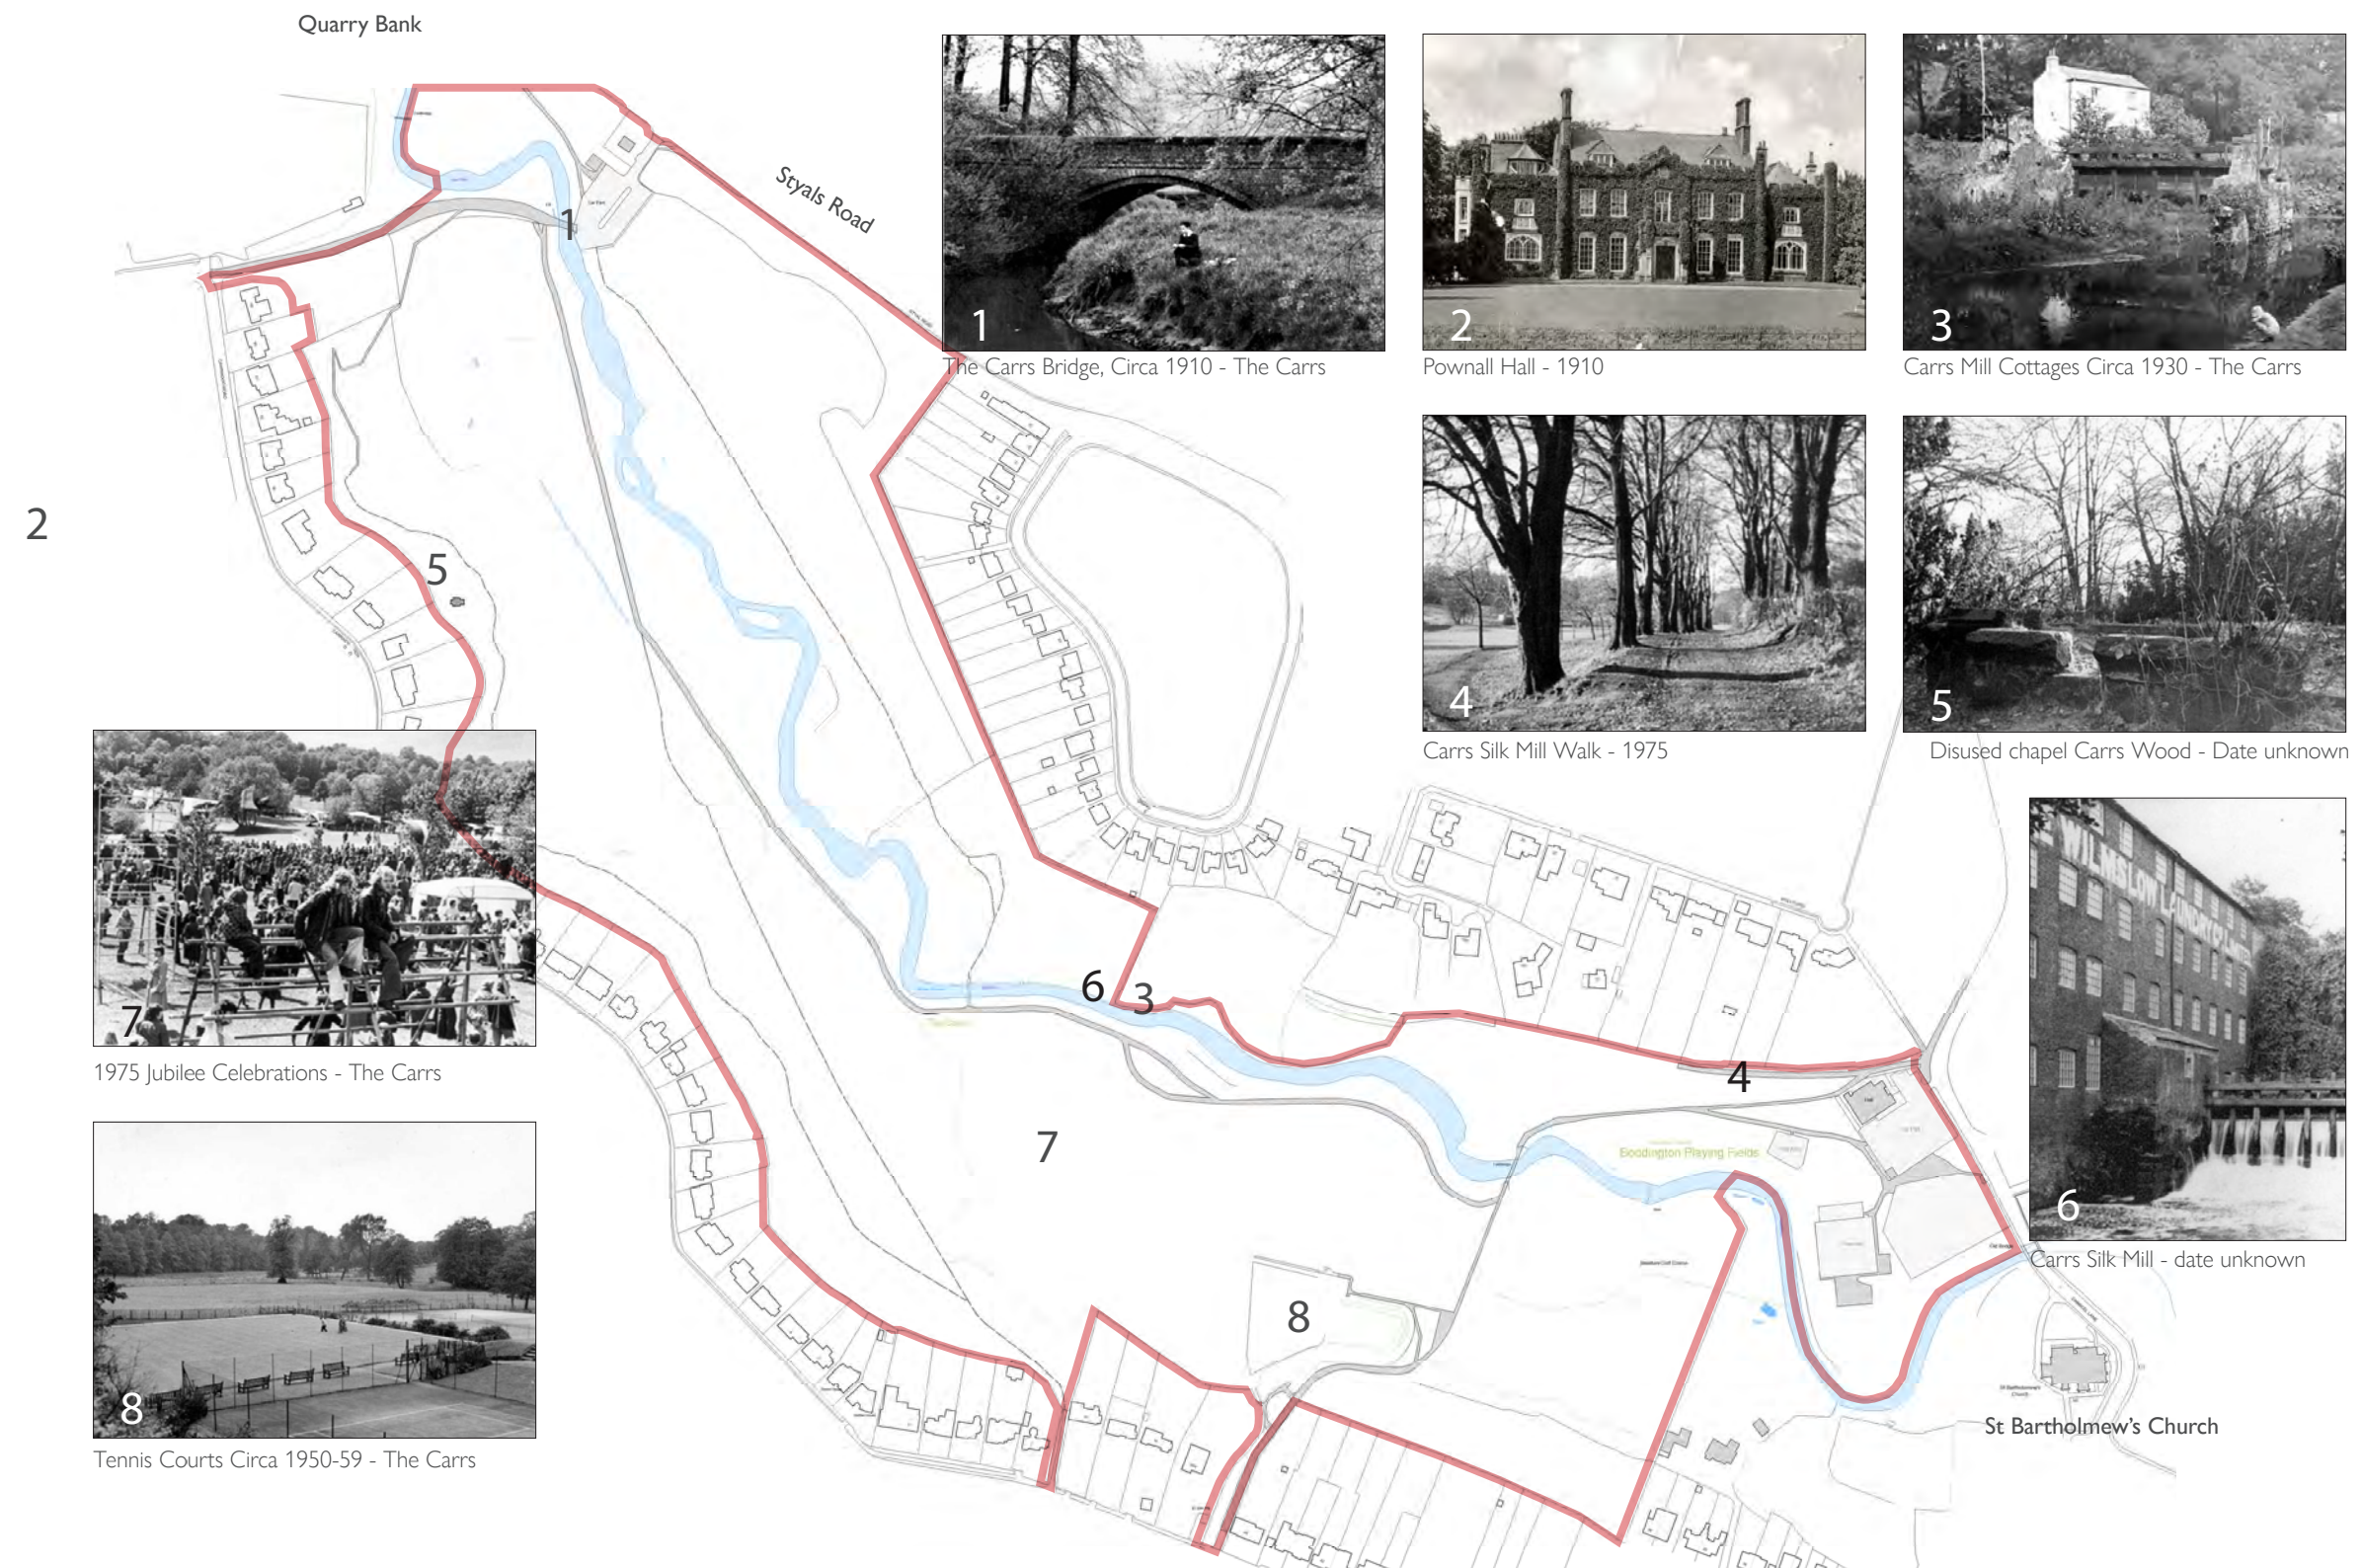 Quarry Bank
Styals Road
1
The Carrs Bridge, Circa 1910 - The Carrs
2
Pownall Hall - 1910
3
Carrs Mill Cottages Circa 1930 - The Carrs
4
Carrs Silk Mill Walk - 1975
5
Disused chapel Carrs Wood - Date unknown
WILMSLOW LAUNDRY
6
Carrs Silk Mill - date unknown
7
1975 Jubilee Celebrations - The Carrs
8
Tennis Courts Circa 1950-59 - The Carrs
1
2
5
6
3
4
7
8
Boddington Playing Fields
St Bartholmew's Church